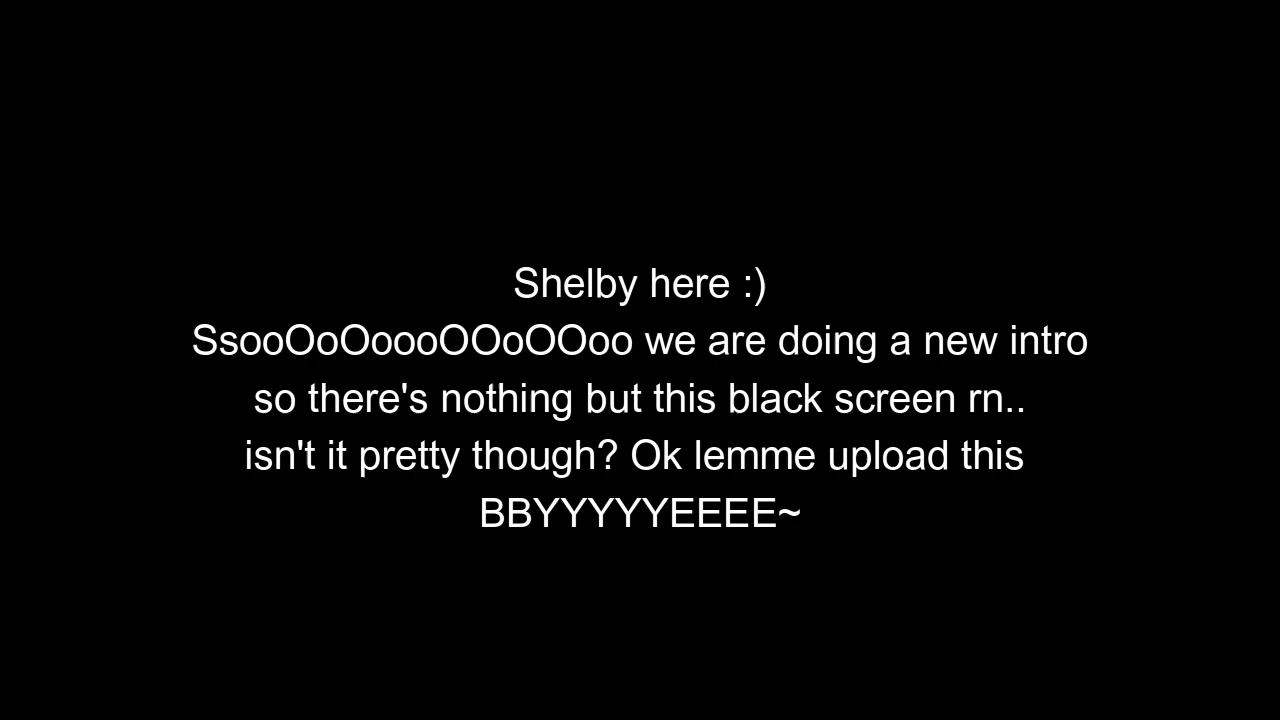 Shelby here :)
SsooOoOoooOOoOOoo we are doing a new intro
so there's nothing but this black screen rn..
isn't it pretty though? Ok lemme upload this
BBYYYYYEEEE~